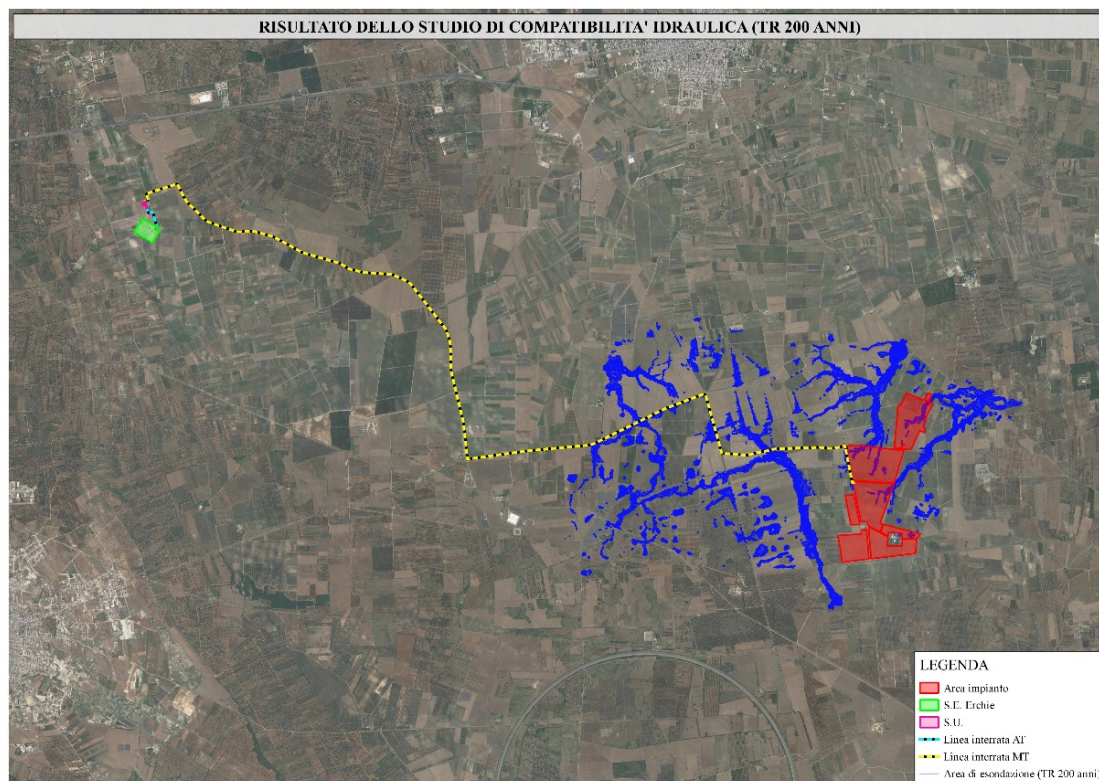 RISULTATO DELLO STUDIO DI COMPATIBILITA' IDRAULICA (TR 200 ANNI)
LEGENDA
Area impianto
S.E. Erchie
S.U.
Linea interrata AT
Linea interrata MT
Area di esondazione (TR 200 anni)